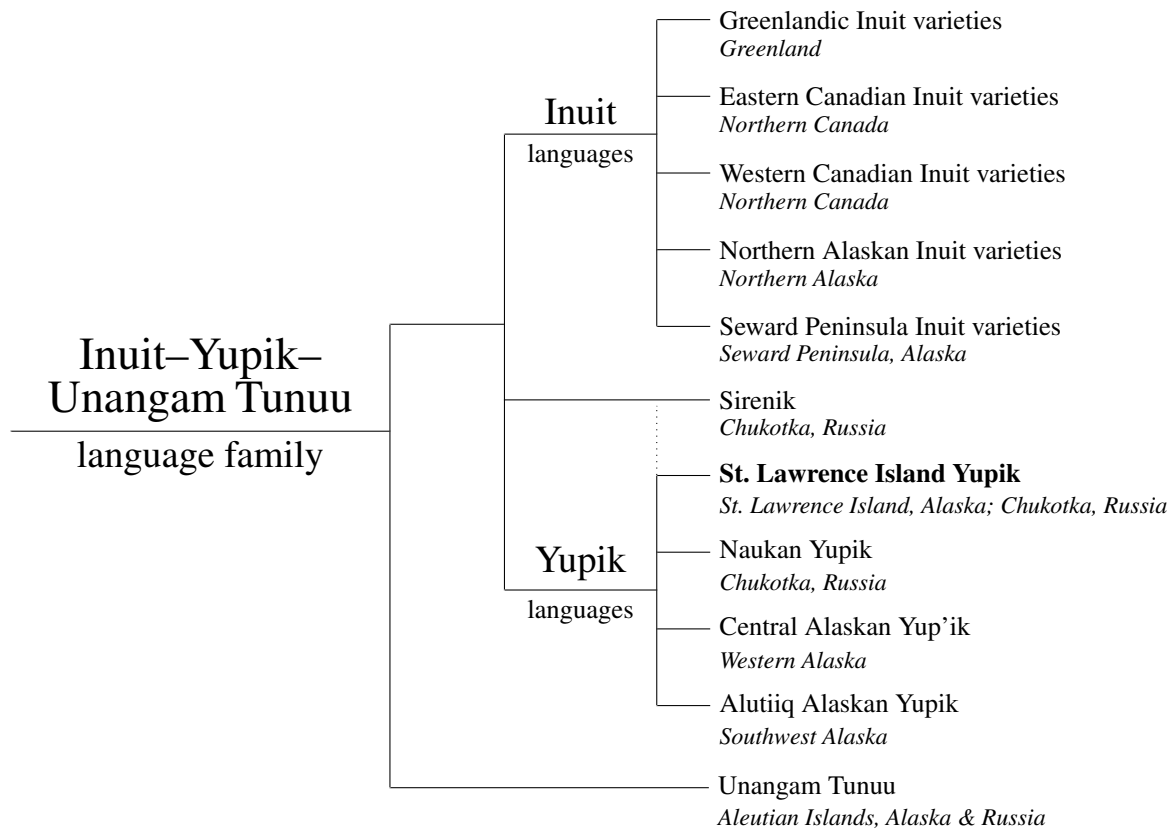 Inuit–Yupik–
Unangam Tunuu
language family
Inuit
languages
Greenlandic Inuit varieties
Greenland
Eastern Canadian Inuit varieties
Northern Canada
Western Canadian Inuit varieties
Northern Canada
Northern Alaskan Inuit varieties
Northern Alaska
Seward Peninsula Inuit varieties
Seward Peninsula, Alaska
Sirenik
Chukotka, Russia
Yupik
languages
St. Lawrence Island Yupik
St. Lawrence Island, Alaska; Chukotka, Russia
Naukan Yupik
Chukotka, Russia
Central Alaskan Yup’ik
Western Alaska
Alutiiq Alaskan Yupik
Southwest Alaska
Unangam Tunuu
Aleutian Islands, Alaska & Russia